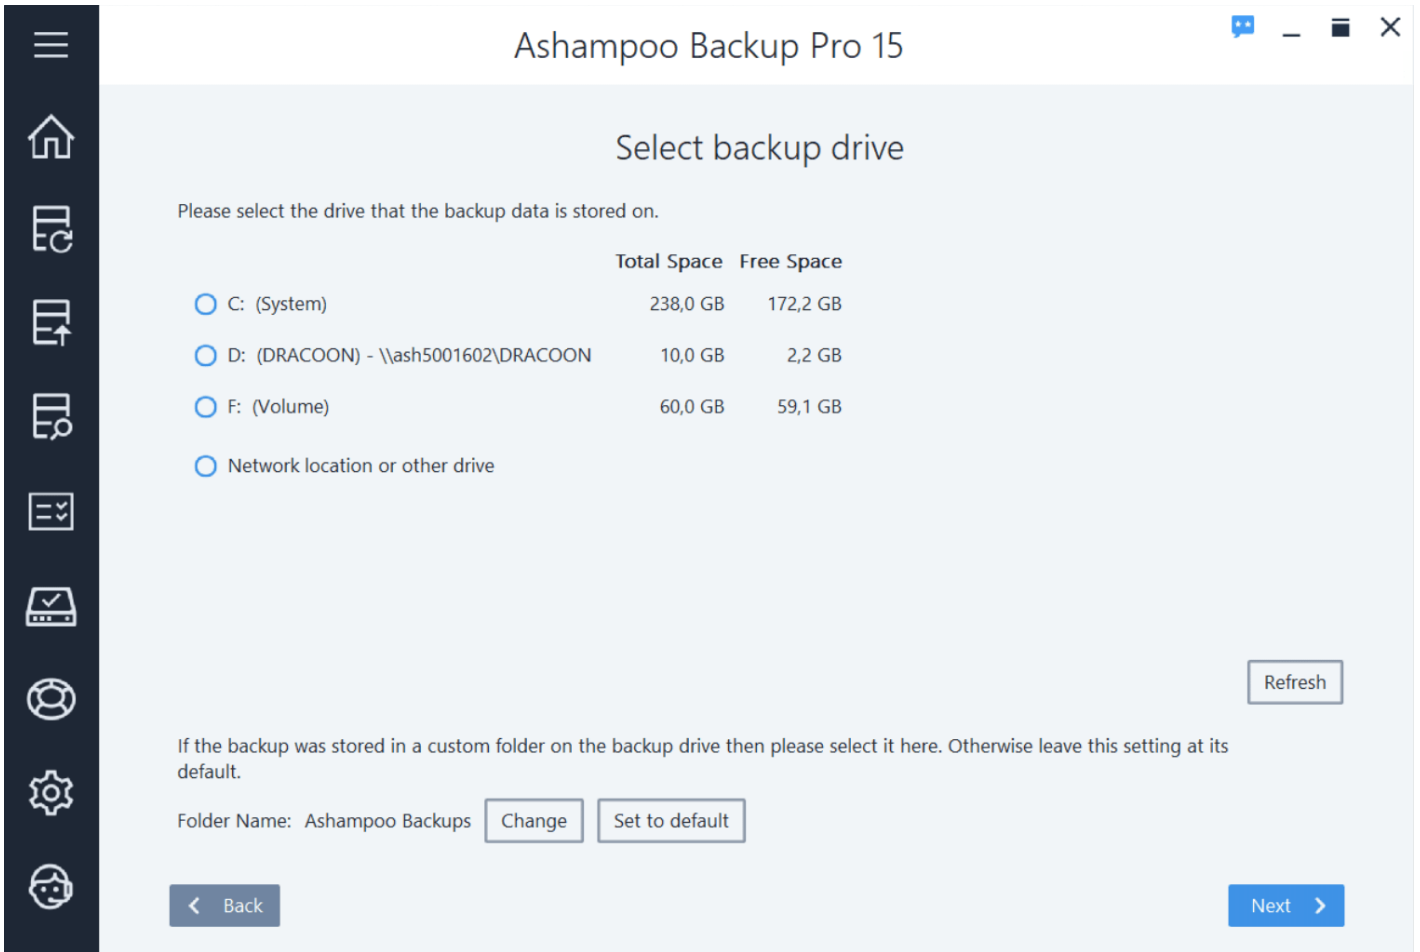 Ashampoo Backup Pro 15
Select backup drive
Please select the drive that the backup data is stored on.
Total Space Free Space
C: (System) 238,0 GB 172,2 GB
D: (DRACOON) - \\ash5001602\DRACOON 10,0 GB 2,2 GB
F: (Volume) 60,0 GB 59,1 GB
Network location or other drive
Refresh
If the backup was stored in a custom folder on the backup drive then please select it here. Otherwise leave this setting at its
default.
Folder Name: Ashampoo Backups Change Set to default
Back Next